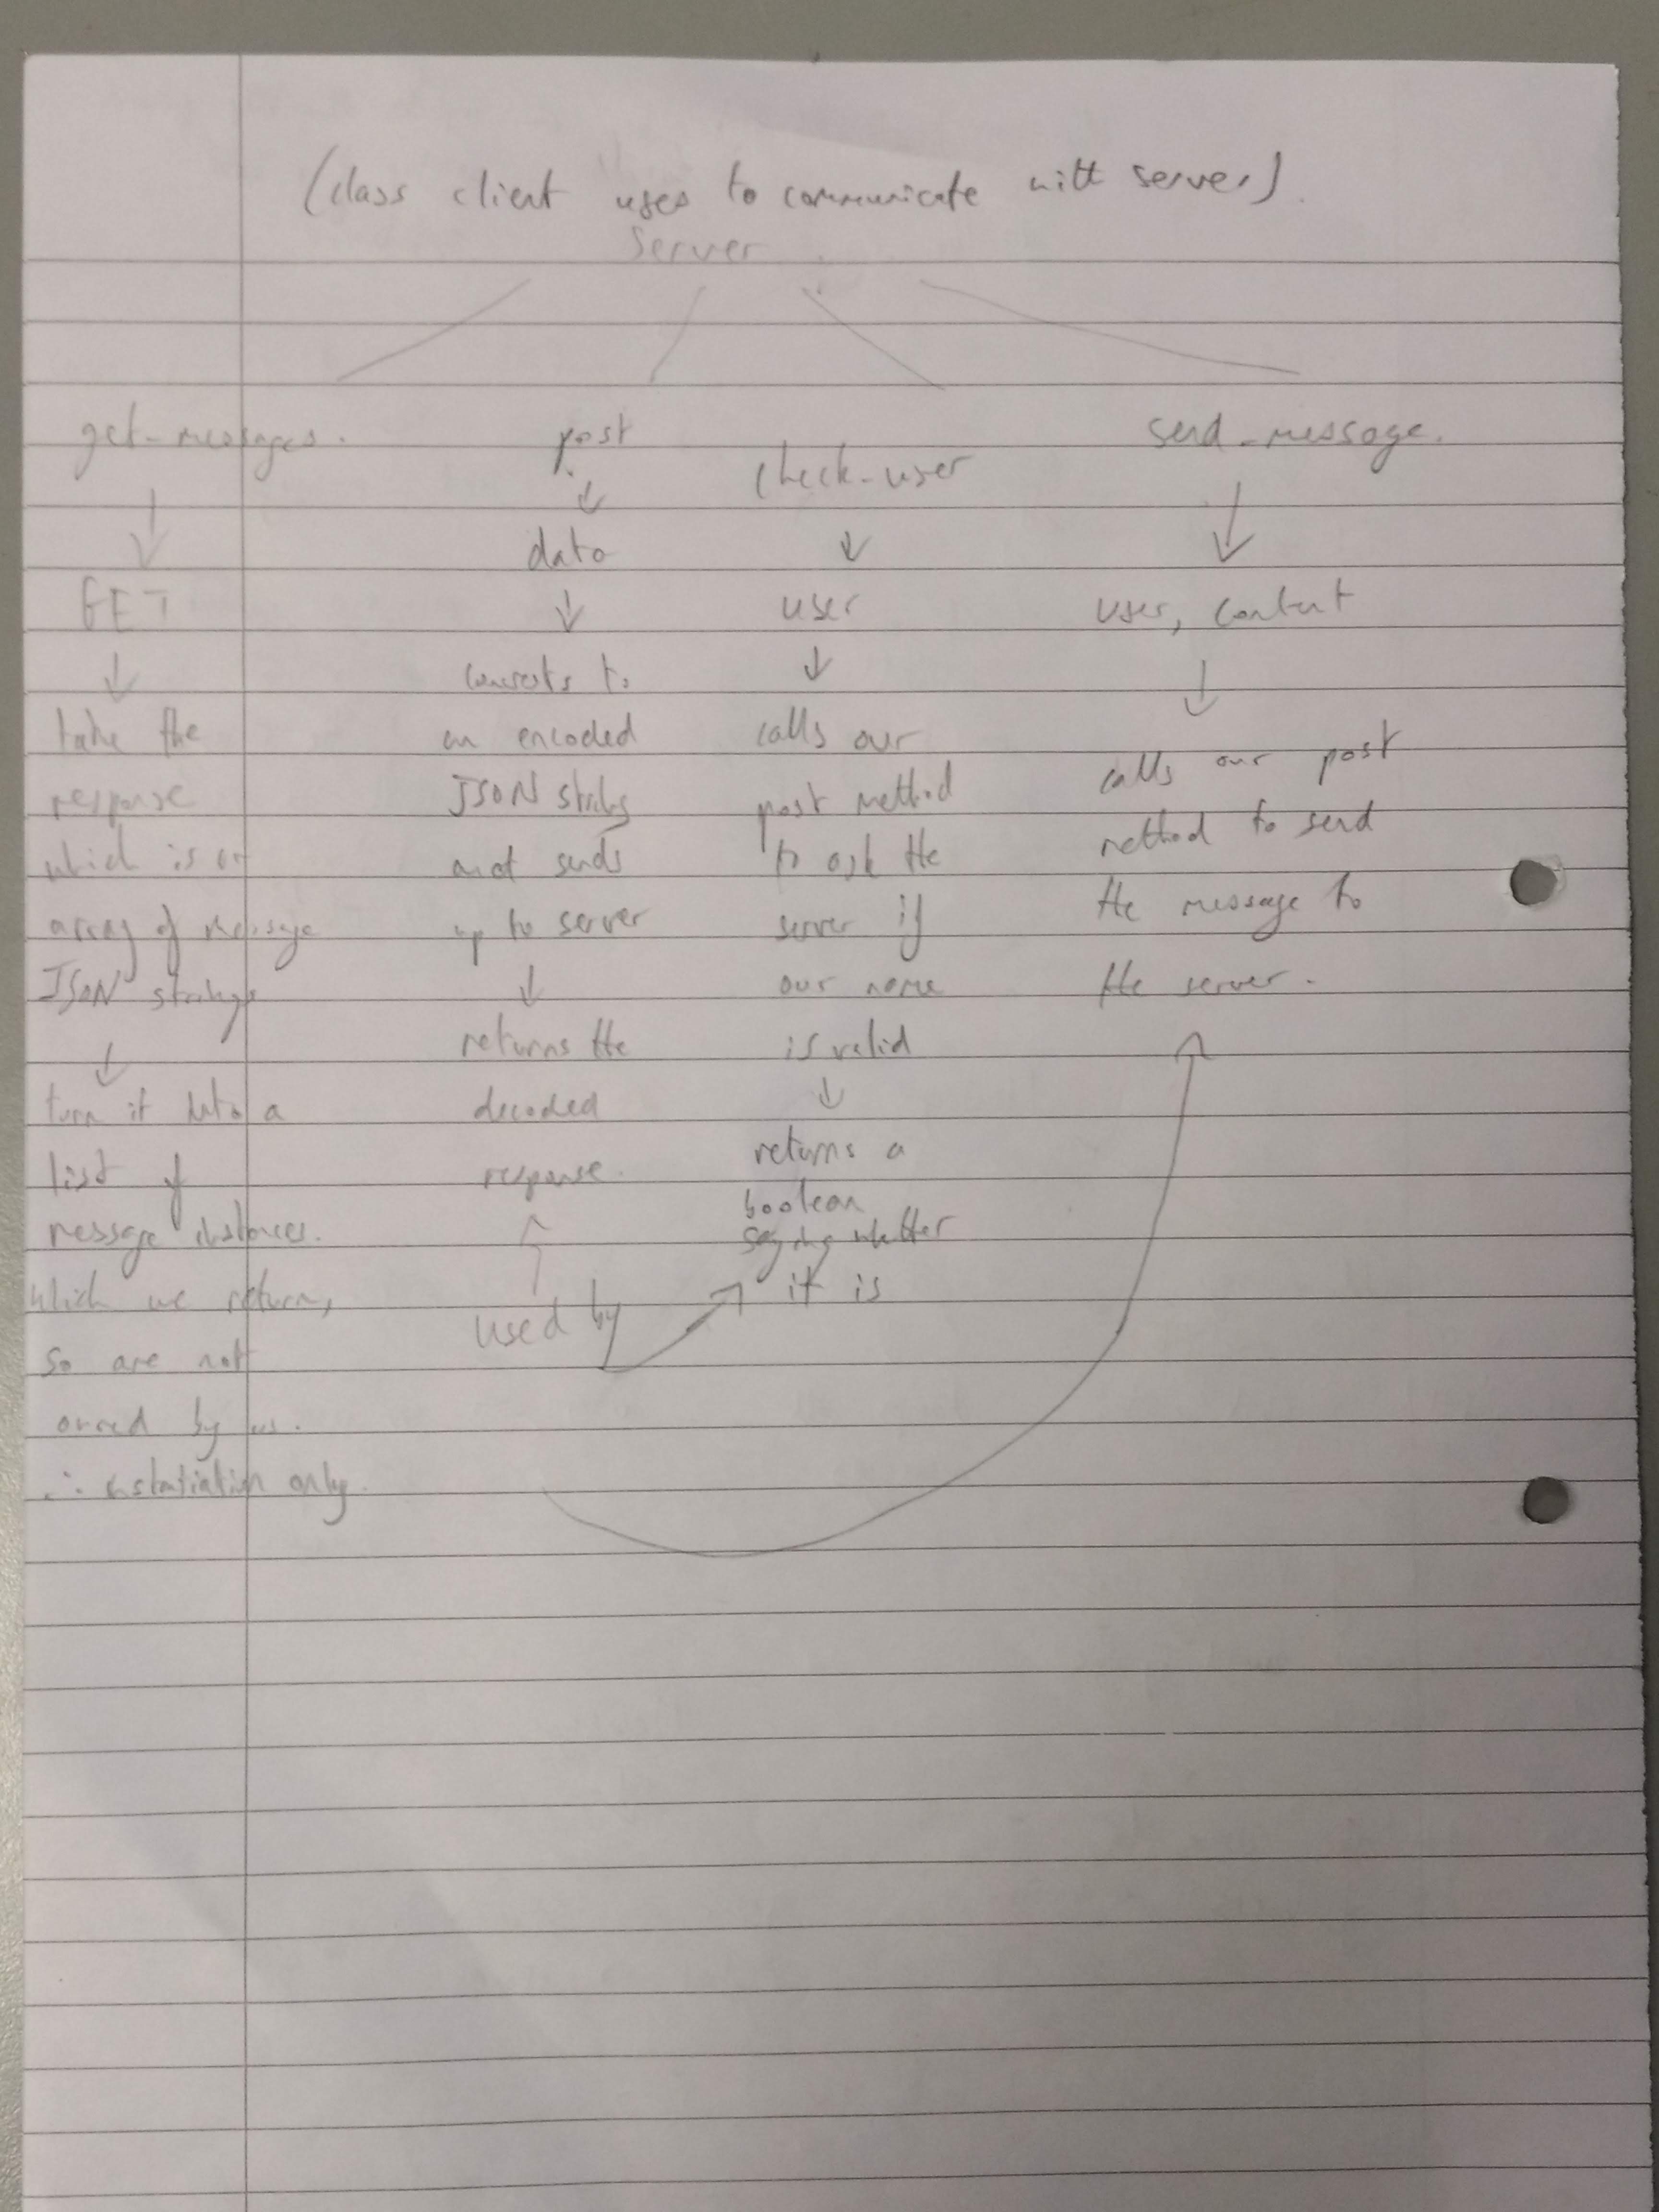 (class client uses to communicate with server).
Server
get_messages.
GET
take the
response
which is an
array of message
JSON strings
turn it into a
list of
message instances.
which we return,
so are not
owned by us.
∴ instatiation only.
post
data
converts to
an encoded
JSON string
and sends
up to server
returns the
decoded
response.
used by
check_user
user
calls our
post method
to ask the
server if
our name
is valid
returns a
boolean
saying whether
it is
send_message.
user, content
calls our post
method to send
the message to
the server.